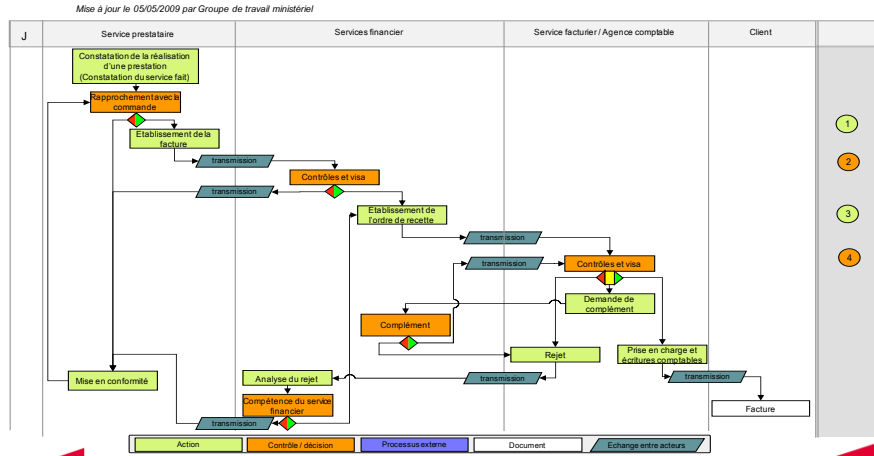 Mise à jour le 05/05/2009 par Groupe de travail ministériel
J
Service prestataire
Services financier
Service facturier / Agence comptable
Client
Constatation de la réalisation
d'une prestation
(Constatation du service fait)
Rapprochement avec la
commande
1
Etablissement de la
facture
transmission
2
Contrôles et visa
transmission
Etablissement de
l'ordre de recette
3
transmission
transmission
Contrôles et visa
4
Demande de
complément
Complément
Rejet
Prise en charge et
écritures comptables
Mise en conformité
Analyse du rejet
transmission
transmission
Compétence du service
financier
Facture
transmission
Action
Contrôle / décision
Processus externe
Document
Echange entre acteurs